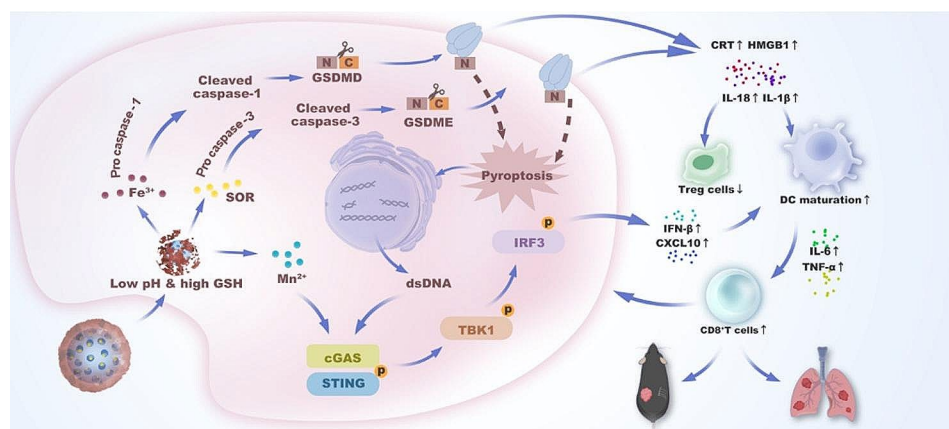 CRT↑ HMGB1↑
IL-18↑ IL-1β↑
N C
GSDMD
N
Cleaved
caspase-1
Pro caspase-1
N C
GSDME
N
Cleaved
caspase-3
Pro caspase-3
Fe³⁺
SOR
Pyroptosis
Treg cells↓
DC maturation↑
P
IRF3
IFN-β↑
CXCL10↑
IL-6↑
TNF-α↑
Low pH & high GSH
Mn²⁺
dsDNA
P
TBK1
cGAS
P
STING
CD8⁺T cells↑